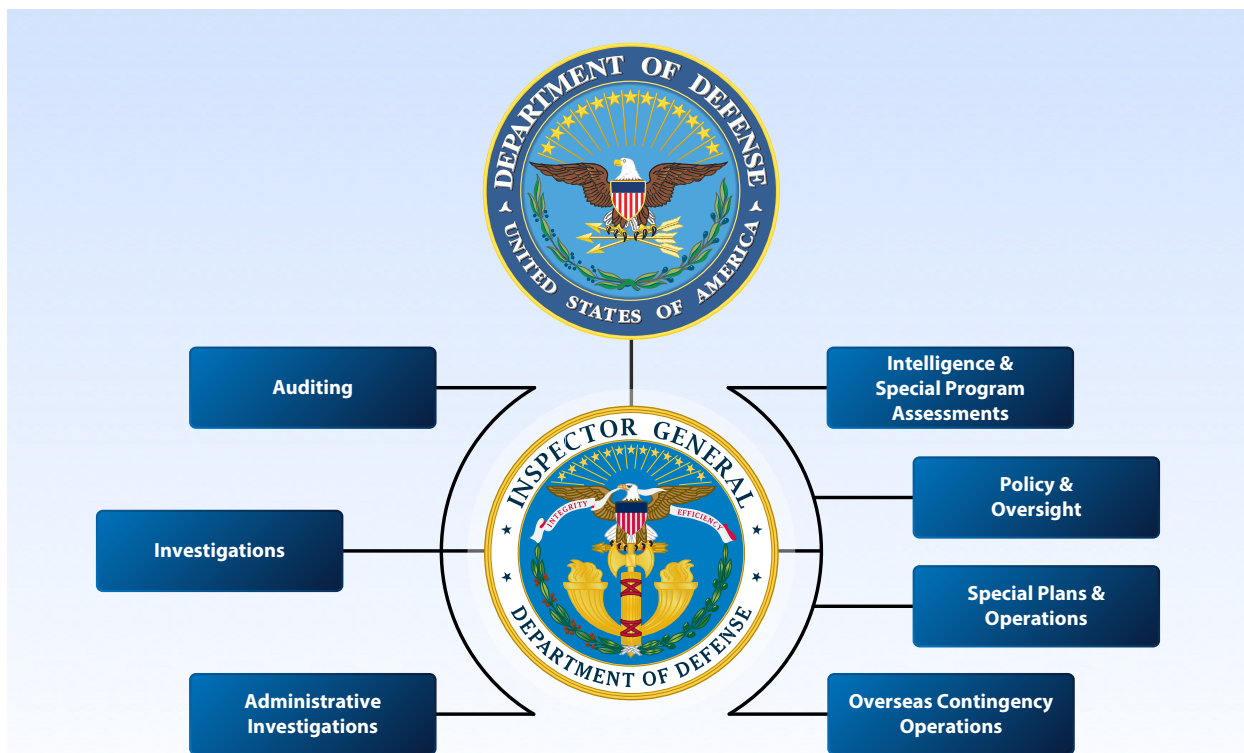 DEPARTMENT OF DEFENSE
UNITED STATES OF AMERICA
Auditing
Intelligence &
Special Program
Assessments
INSPECTOR GENERAL
INTEGRITY
EFFICIENCY
DEPARTMENT OF DEFENSE
Policy &
Oversight
Investigations
Special Plans &
Operations
Administrative
Investigations
Overseas Contingency
Operations